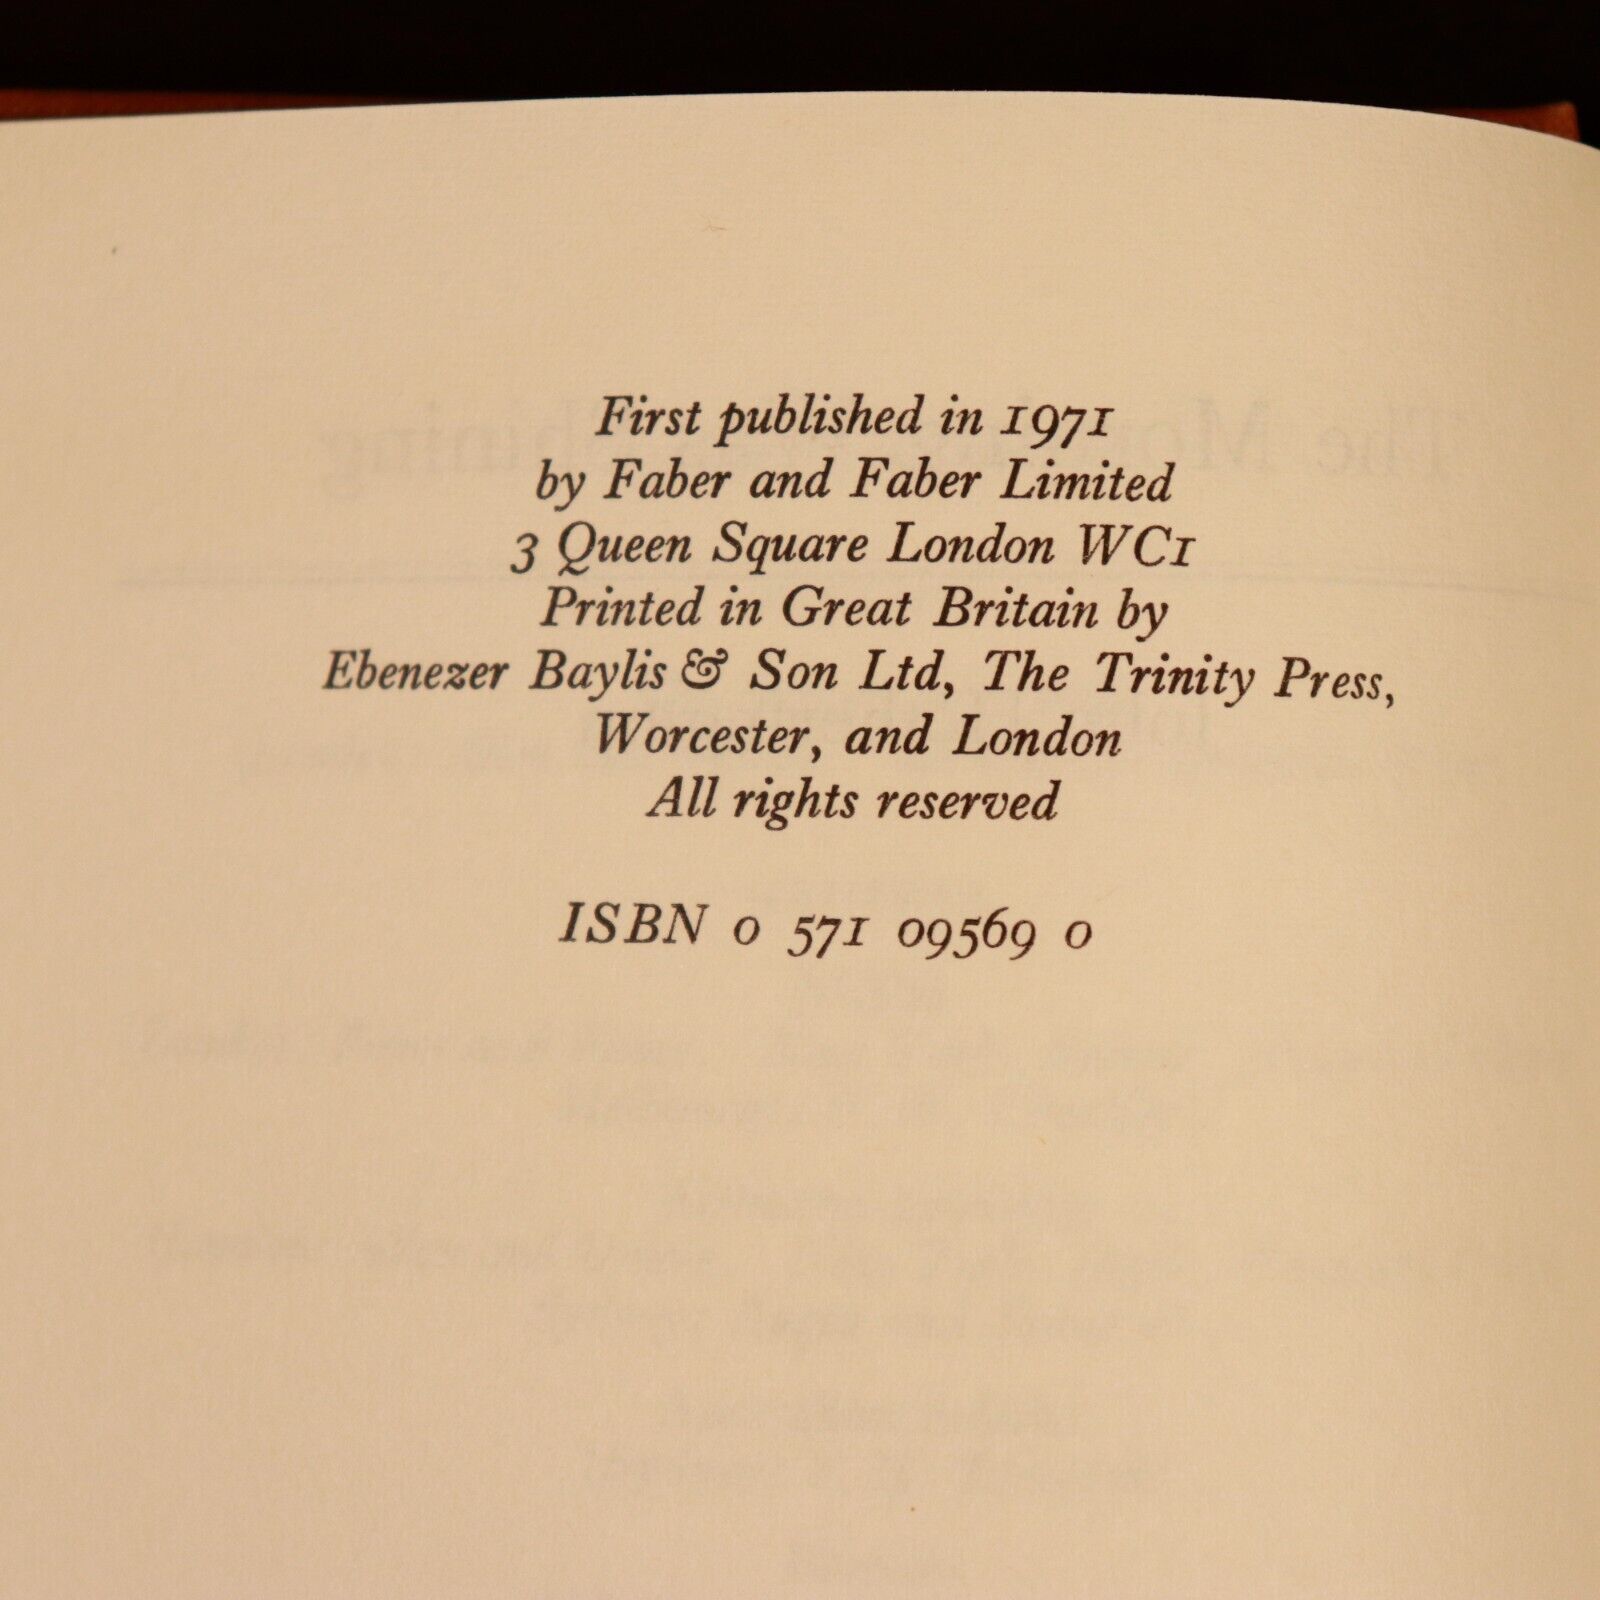 First published in 1971
by Faber and Faber Limited
3 Queen Square London WC1
Printed in Great Britain by
Ebenezer Baylis & Son Ltd, The Trinity Press,
Worcester, and London
All rights reserved
ISBN 0 571 09569 0